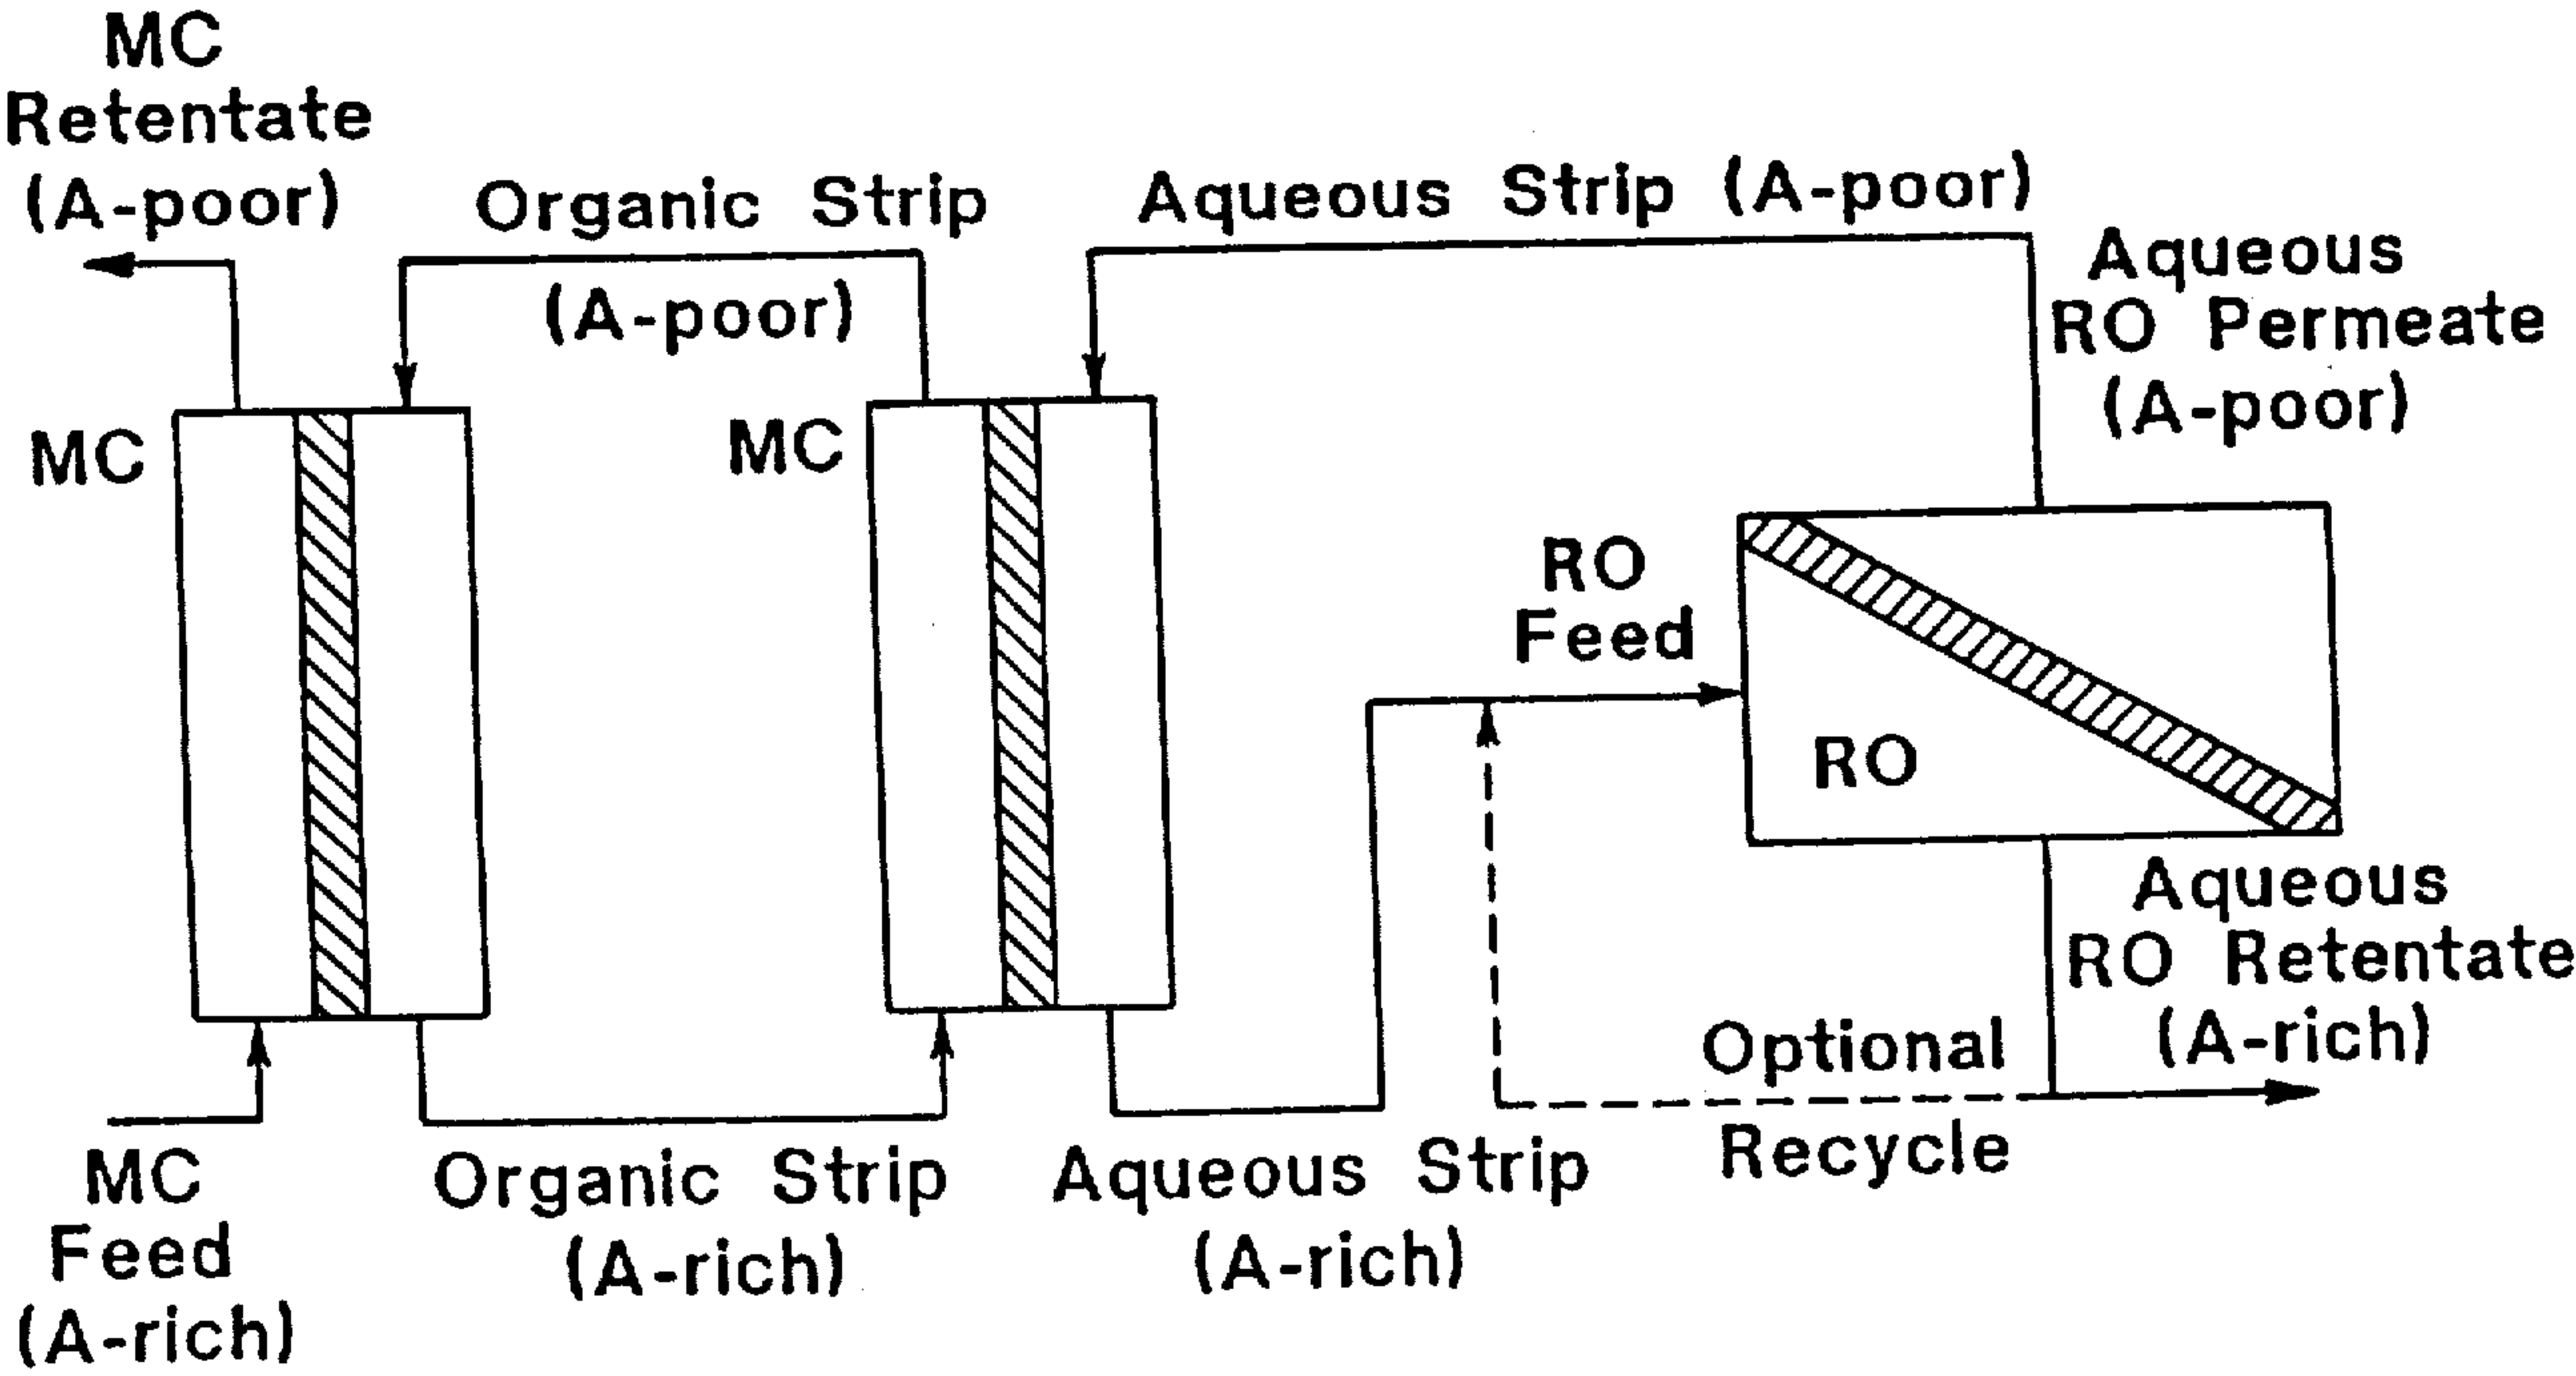 MC
Retentate
(A-poor)
Organic Strip
(A-poor)
Aqueous Strip (A-poor)
Aqueous
RO Permeate
(A-poor)
MC
MC
RO
Feed
RO
Aqueous
RO Retentate
(A-rich)
Optional
Recycle
MC
Feed
(A-rich)
Organic Strip
(A-rich)
Aqueous Strip
(A-rich)